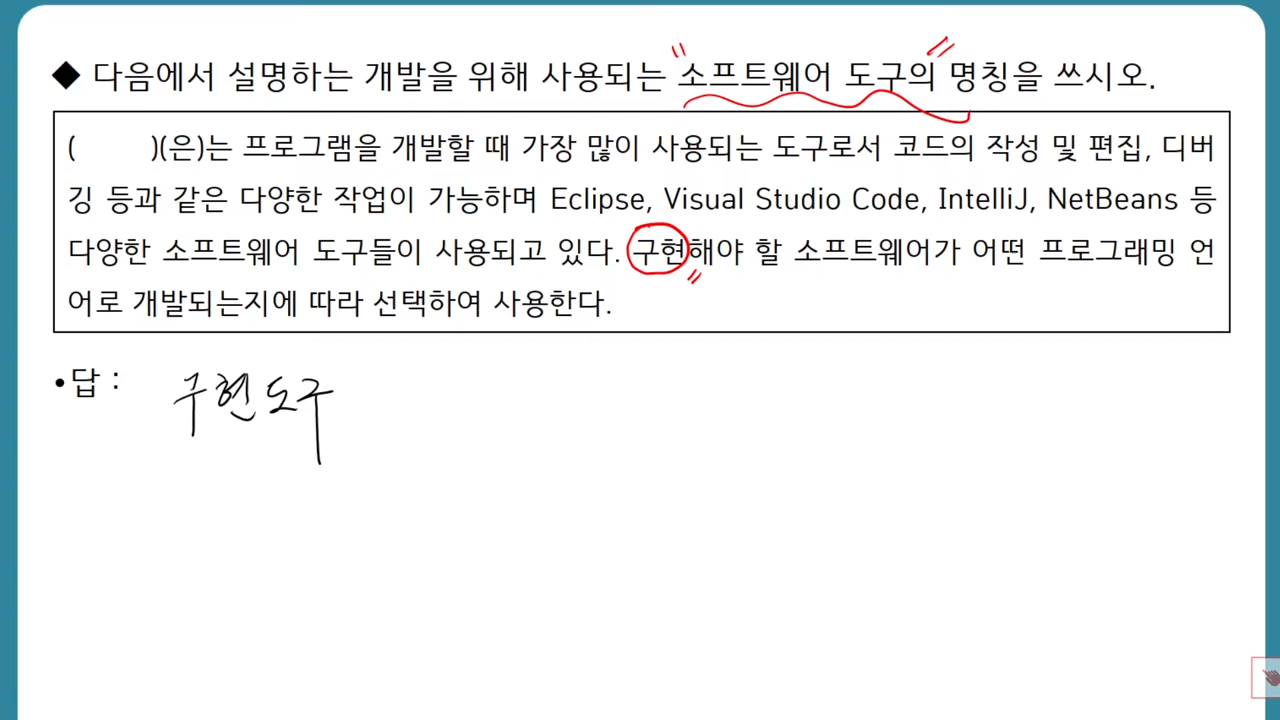 ◆ 다음에서 설명하는 개발을 위해 사용되는 소프트웨어 도구의 명칭을 쓰시오.
(          )(은)는 프로그램을 개발할 때 가장 많이 사용되는 도구로서 코드의 작성 및 편집, 디버
깅 등과 같은 다양한 작업이 가능하며 Eclipse, Visual Studio Code, IntelliJ, NetBeans 등
다양한 소프트웨어 도구들이 사용되고 있다. 구현해야 할 소프트웨어가 어떤 프로그래밍 언
어로 개발되는지에 따라 선택하여 사용한다.
•답 : 구현도구